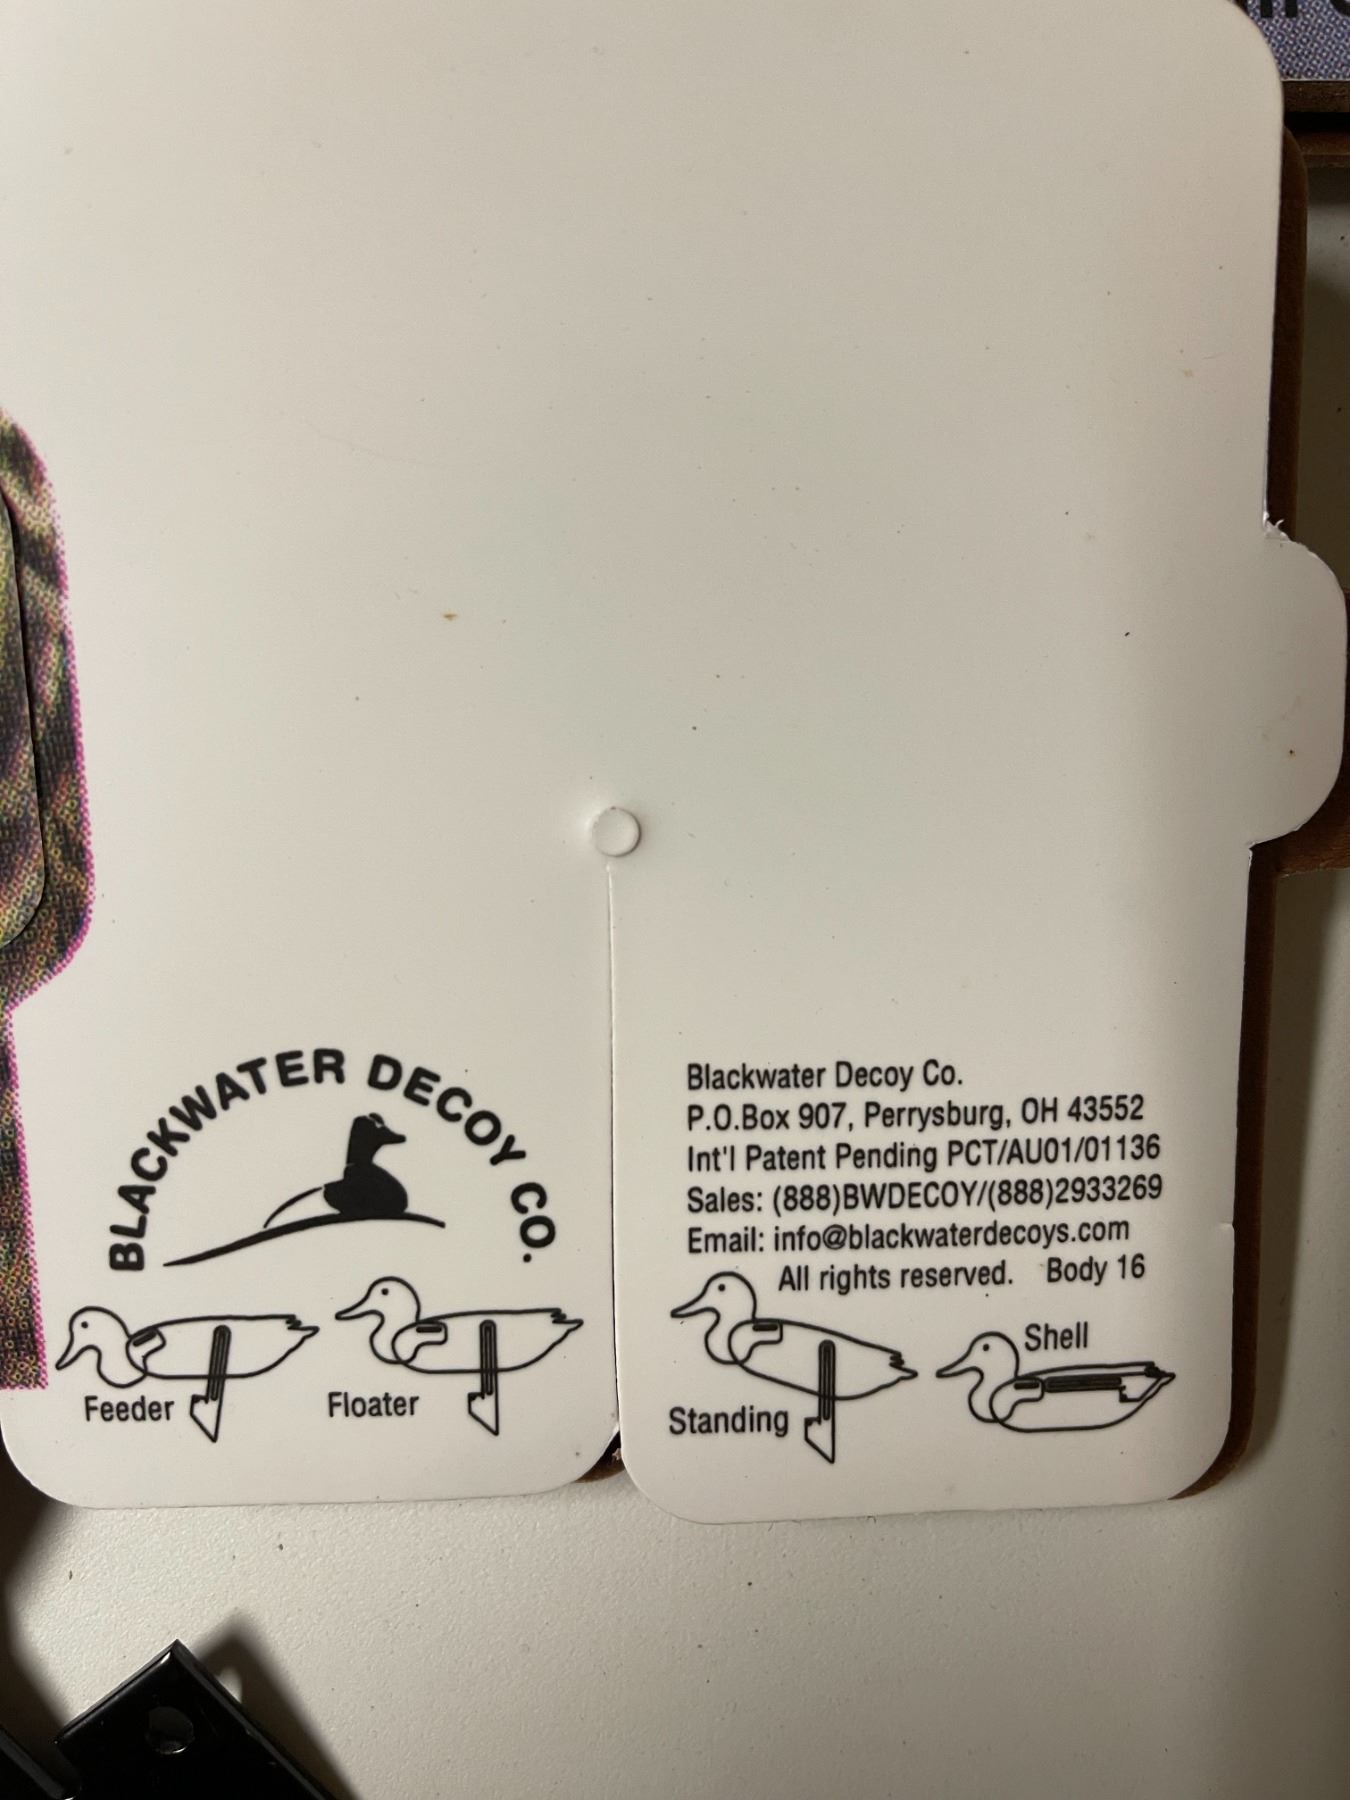 BLACKWATER DECOY CO.
Feeder
Floater
Blackwater Decoy Co.
P.O.Box 907, Perrysburg, OH 43552
Int'l Patent Pending PCT/AU01/01136
Sales: (888)BWDECOY/(888)2933269
Email: info@blackwaterdecoys.com
All rights reserved. Body 16
Shell
Standing